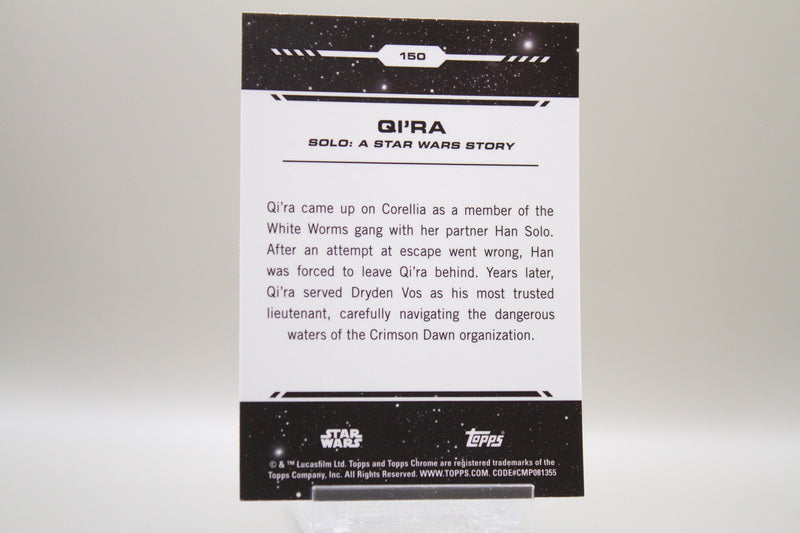 150
QI'RA
SOLO: A STAR WARS STORY
Qi'ra came up on Corellia as a member of the
White Worms gang with her partner Han Solo.
After an attempt at escape went wrong, Han
was forced to leave Qi'ra behind. Years later,
Qi'ra served Dryden Vos as his most trusted
lieutenant, carefully navigating the dangerous
waters of the Crimson Dawn organization.
STAR
WARS
topps
© & ™ Lucasfilm Ltd. Topps and Topps Chrome are registered trademarks of the
Topps Company, Inc. All Rights Reserved. WWW.TOPPS.COM. CODE#CMP081355